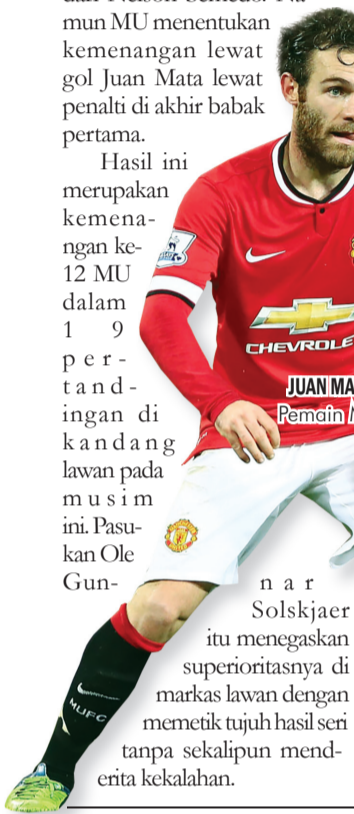 mun MU menentukan
kemenangan lewat
gol Juan Mata lewat
penalti di akhir babak
pertama.
Hasil ini
merupakan
kemena-
ngan ke-
12 MU
dalam
1 9
per-
tand-
ingan di
kandang
lawan pada
musim
ini. Pasu-
kan Ole
Gun-
nar
Solskjaer
itu menegaskan
superioritasnya di
markas lawan dengan
memetik tujuh hasil seri
tanpa sekalipun mend-
erita kekalahan.
CHEVROLE
JUAN MA
Pemain M
MUFC